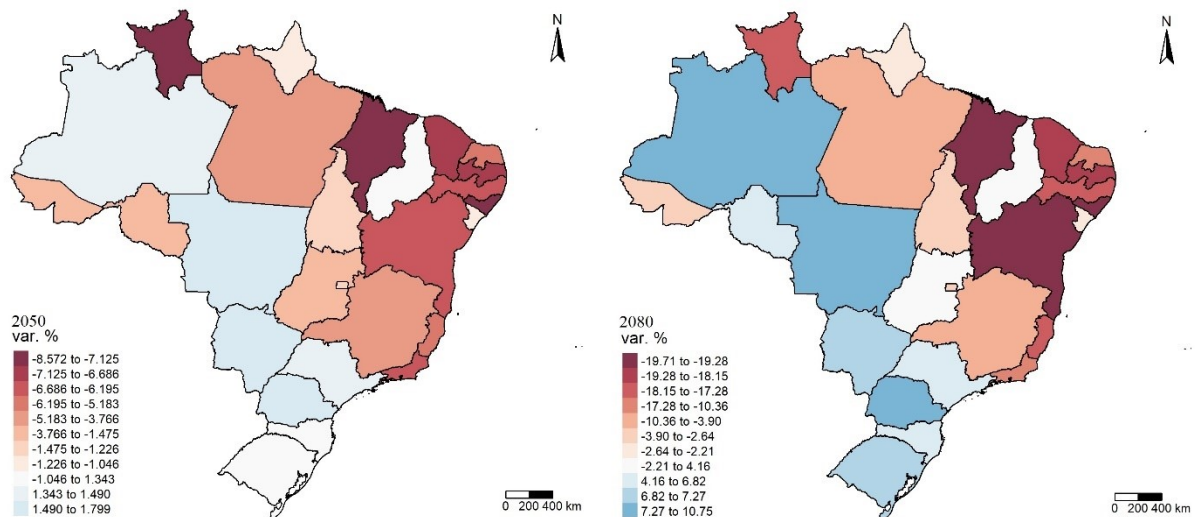 N
2050
var. %
-8.572 to -7.125
-7.125 to -6.686
-6.686 to -6.195
-6.195 to -5.183
-5.183 to -3.766
-3.766 to -1.475
-1.475 to -1.226
-1.226 to -1.046
-1.046 to 1.343
1.343 to 1.490
1.490 to 1.799
0 200 400 km
N
2080
var. %
-19.71 to -19.28
-19.28 to -18.15
-18.15 to -17.28
-17.28 to -10.36
-10.36 to -3.90
-3.90 to -2.64
-2.64 to -2.21
-2.21 to 4.16
4.16 to 6.82
6.82 to 7.27
7.27 to 10.75
0 200 400 km